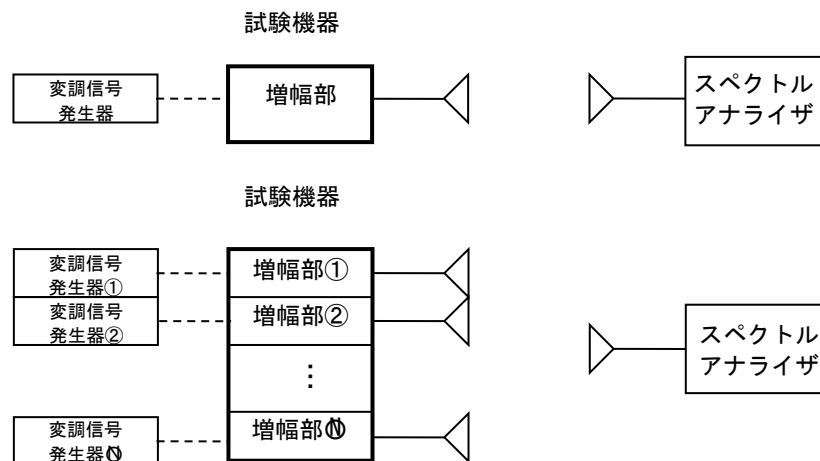 試験機器
変調信号
発生器
増幅部
スペクトル
アナライザ
試験機器
変調信号
発生器①
増幅部①
変調信号
発生器②
増幅部②
スペクトル
アナライザ
⋮
変調信号
発生器Ⓝ
増幅部Ⓝ